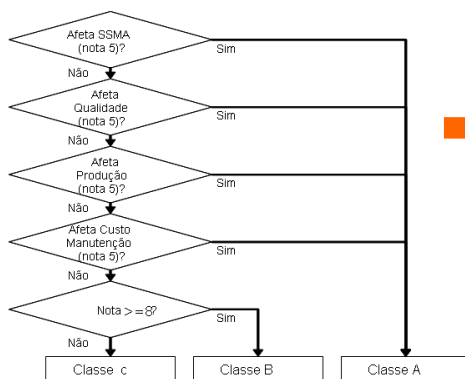 Afeta SSMA
(nota 5)?
Sim
Não
Afeta
Qualidade
(nota 5)?
Sim
Não
Afeta
Produção
(nota 5)?
Sim
Não
Afeta Custo
Manutenção
(nota 5)?
Sim
Não
Nota >=8?
Sim
Não
Classe c
Classe B
Classe A